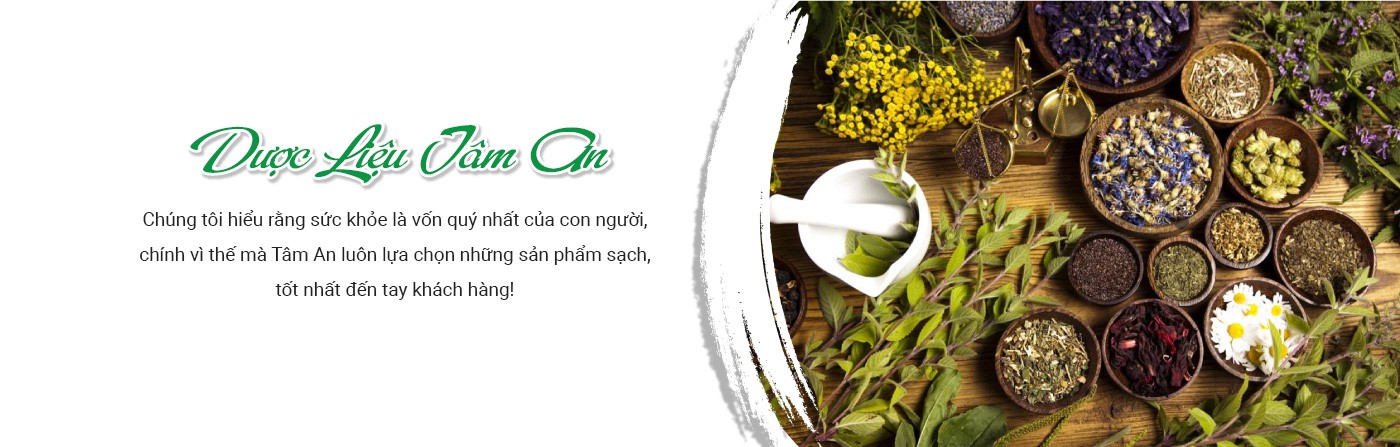 Dược Liệu Tâm An
Chúng tôi hiểu rằng sức khỏe là vốn quý nhất của con người,
chính vì thế mà Tâm An luôn lựa chọn những sản phẩm sạch,
tốt nhất đến tay khách hàng!